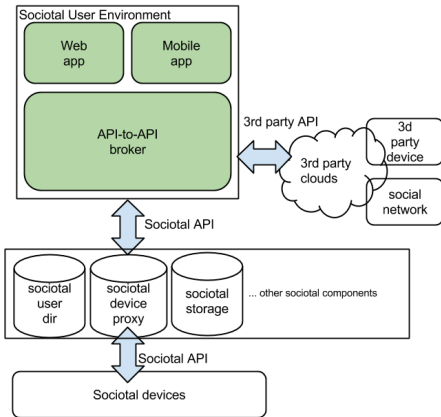 Sociotal User Environment
Web
app
Mobile
app
API-to-API
broker
3rd party API
3rd party
clouds
3d
party
device
social
network
Sociotal API
sociotal
user
dir
sociotal
device
proxy
sociotal
storage
... other sociotal components
Sociotal API
Sociotal devices